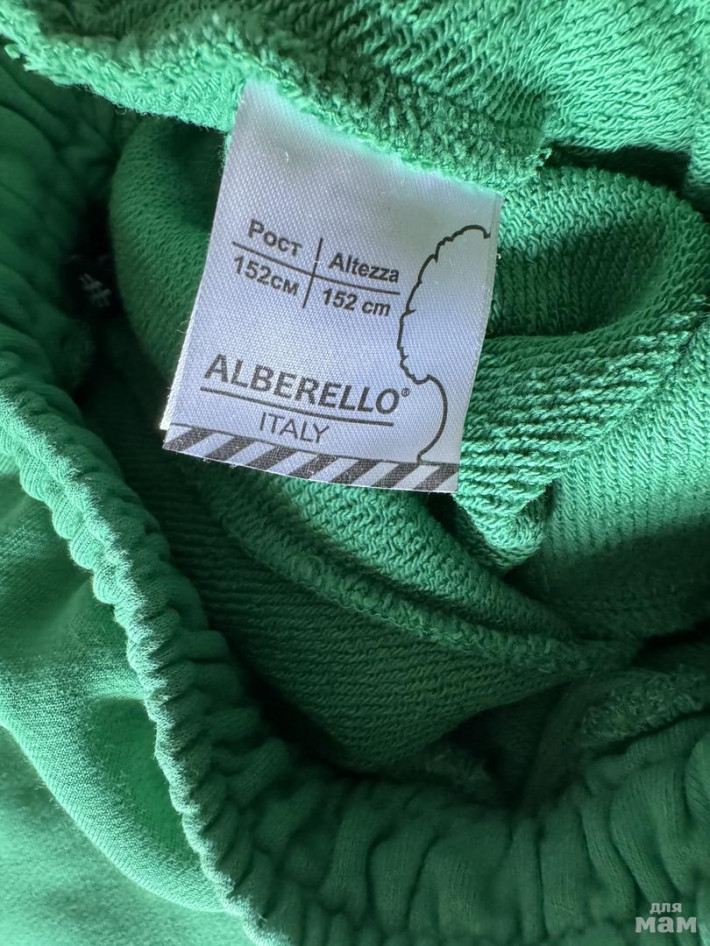 Рост Altezza
152см 152 cm
ALBERELLO®
ITALY
для
мам